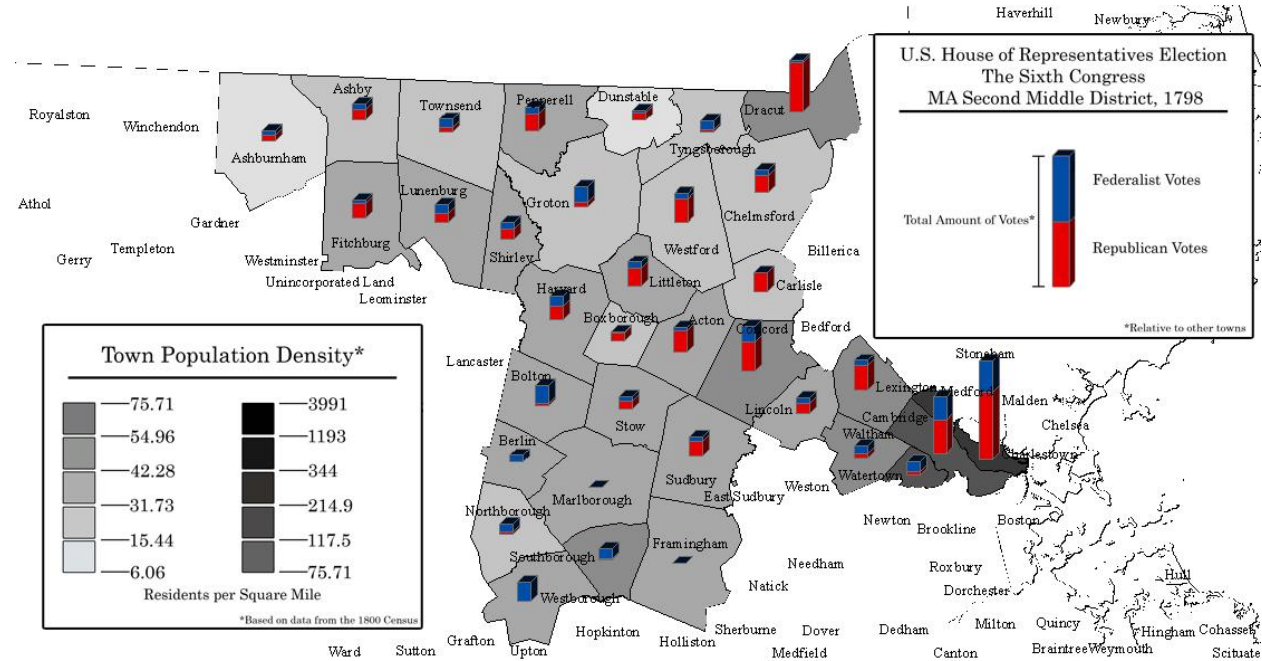 Haverhill
Newbury
U.S. House of Representatives Election
The Sixth Congress
MA Second Middle District, 1798
Federalist Votes
Total Amount of Votes*
Republican Votes
*Relative to other towns
Royalston
Winchendon
Ashburnham
Ashby
Townsend
Pepperell
Dunstable
Tyngsborough
Dracut
Athol
Gardner
Templeton
Gerry
Westminster
Fitchburg
Lunenburg
Shirley
Groton
Westford
Chelmsford
Billerica
Unincorporated Land
Leominster
Harvard
Littleton
Carlisle
Boxborough
Acton
Concord
Bedford
Stoneham
Lancaster
Bolton
Stow
Lincoln
Lexington
Medford
Malden
Cambridge
Chelsea
Waltham
Charlestown
Berlin
Sudbury
Watertown
Marlborough
East Sudbury
Weston
Northborough
Newton
Brookline
Boston
Southborough
Framingham
Needham
Roxbury
Hull
Natick
Dorchester
Westborough
Grafton
Upton
Hopkinton
Holliston
Sherburne
Dover
Medfield
Dedham
Canton
Milton
Quincy
Braintree
Weymouth
Hingham
Cohasset
Scituate
Ward
Sutton
Town Population Density*
75.71
54.96
42.28
31.73
15.44
6.06
3991
1193
344
214.9
117.5
75.71
Residents per Square Mile
*Based on data from the 1800 Census